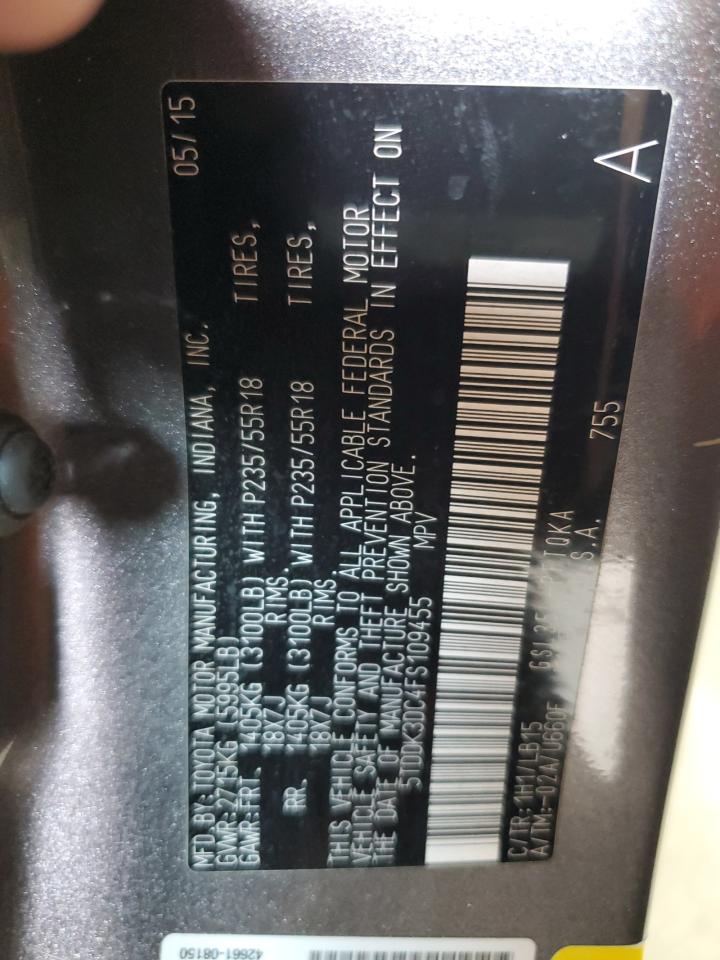 MFD BY: TOYOTA MOTOR MANUFACTURING, INDIANA, INC. 05/15
GVWR: 2715KG (5995LB)
GAWR: FRT. 1405KG (3100LB) WITH P235/55R18 TIRES,
18X7J RIMS.
RR. 1405KG (3100LB) WITH P235/55R18 TIRES,
18X7J RIMS.
THIS VEHICLE CONFORMS TO ALL APPLICABLE FEDERAL MOTOR
VEHICLE SAFETY AND THEFT PREVENTION STANDARDS IN EFFECT ON
THE DATE OF MANUFACTURE SHOWN ABOVE.
5TDDK3DC4FS109455 MPV
C/TR: 1H1/LB15
A/TM: -02A/U660F S.A. 755 A
42661-08150